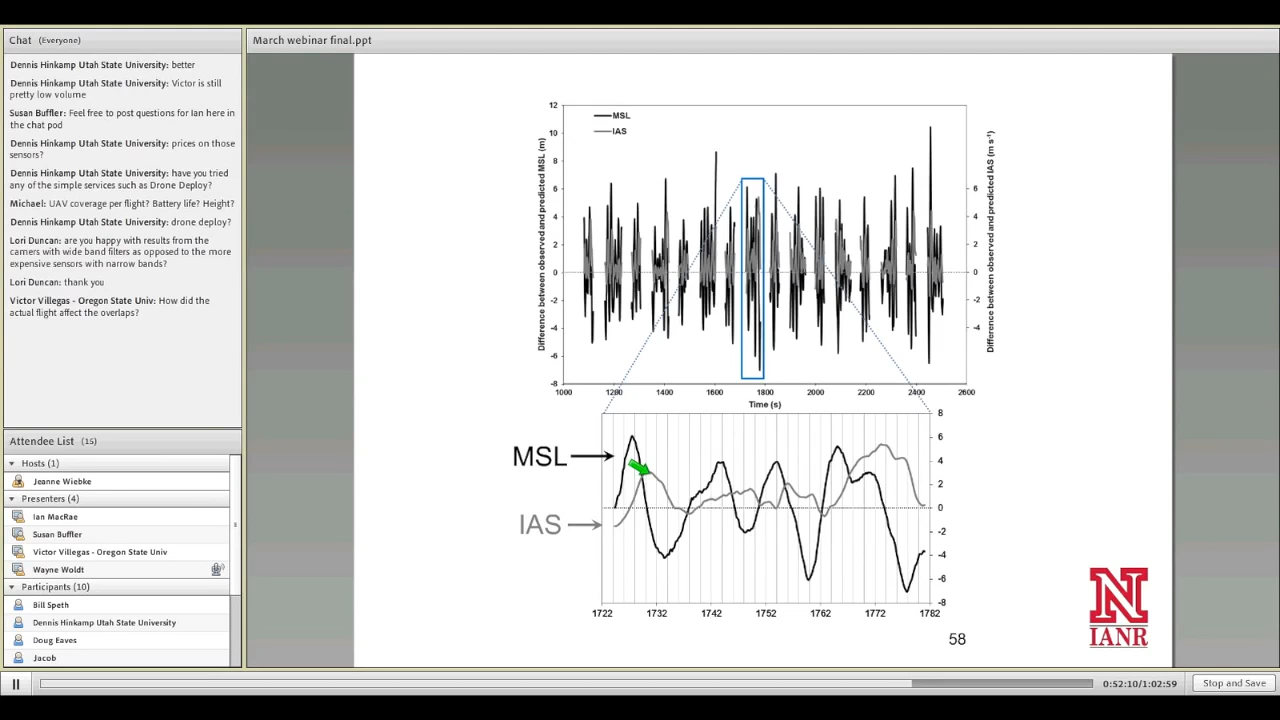 Chat (Everyone)
Dennis Hinkamp Utah State University: better
Dennis Hinkamp Utah State University: Victor is still
pretty low volume
Susan Buffler: Feel free to post questions for Ian here in
the chat pod
Dennis Hinkamp Utah State University: prices on those
sensors?
Dennis Hinkamp Utah State University: have you tried
any of the simple services such as Drone Deploy?
Michael: UAV coverage per flight? Battery life? Height?
Dennis Hinkamp Utah State University: drone deploy?
Lori Duncan: are you happy with results from the
camers with wide band filters as opposed to the more
expensive sensors with narrow bands?
Lori Duncan: thank you
Victor Villegas - Oregon State Univ: How did the
actual flight affect the overlaps?
Attendee List (15)
Hosts (1)
Jeanne Wiebke
Presenters (4)
Ian MacRae
Susan Buffler
Victor Villegas - Oregon State Univ
Wayne Woldt
Participants (10)
Bill Speth
Dennis Hinkamp Utah State University
Doug Eaves
Jacob
March webinar final.ppt
MSL
IAS
Difference between observed and predicted MSL (m)
12
10
8
6
4
2
0
-2
-4
-6
-8
6
4
2
0
-2
-4
Difference between observed and predicted IAS (m s⁻¹)
1000 1200 1400 1600 1800 2000 2200 2400 2600
Time (s)
MSL
IAS
8
6
4
2
0
-2
-4
-6
-8
1722 1732 1742 1752 1762 1772 1782
58
N
IANR
0:52:10/1:02:59
Stop and Save